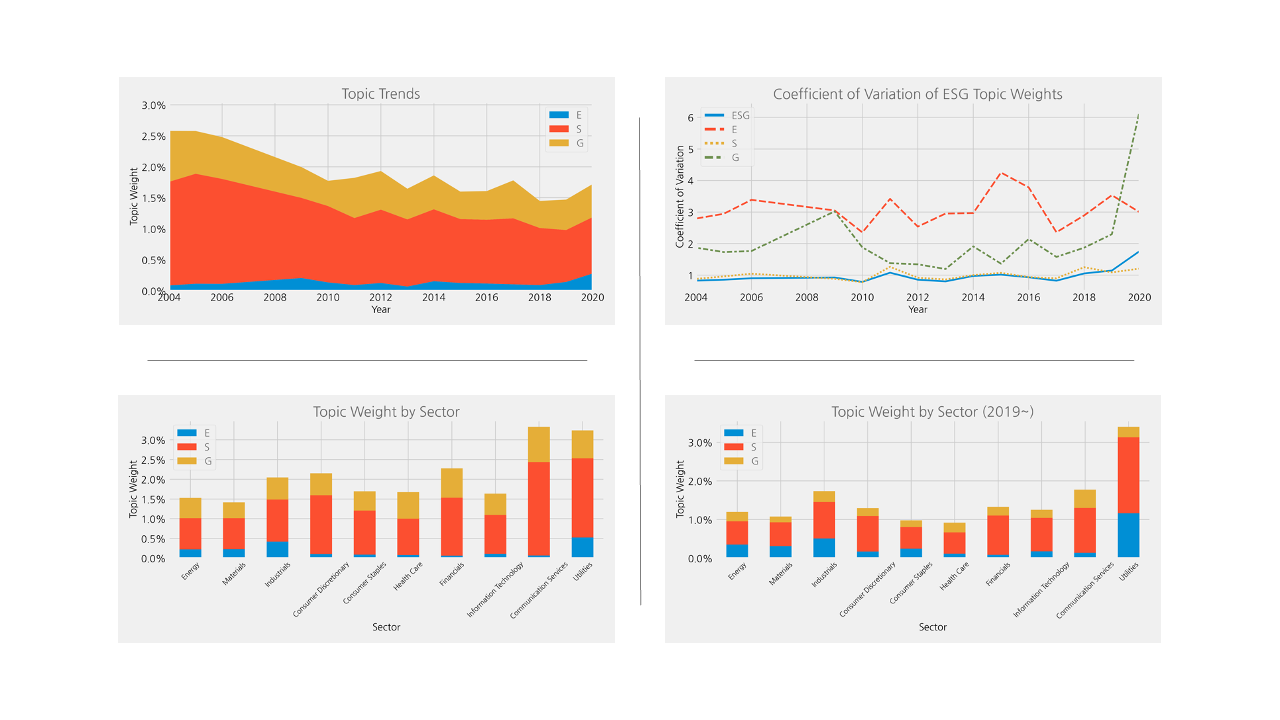 Topic Trends
3.0%
2.5%
2.0%
1.5%
1.0%
0.5%
0.0%
Topic Weight
E
S
G
2004 2006 2008 2010 2012 2014 2016 2018 2020
Year
Coefficient of Variation of ESG Topic Weights
6
5
4
3
2
1
Coefficient of Variation
ESG
E
S
G
2004 2006 2008 2010 2012 2014 2016 2018 2020
Year
Topic Weight by Sector
3.0%
2.5%
2.0%
1.5%
1.0%
0.5%
0.0%
Topic Weight
E
S
G
Energy
Materials
Industrials
Consumer Discretionary
Consumer Staples
Health Care
Financials
Information Technology
Communication Services
Utilities
Sector
Topic Weight by Sector (2019~)
3.0%
2.0%
1.0%
0.0%
Topic Weight
E
S
G
Energy
Materials
Industrials
Consumer Discretionary
Consumer Staples
Health Care
Financials
Information Technology
Communication Services
Utilities
Sector